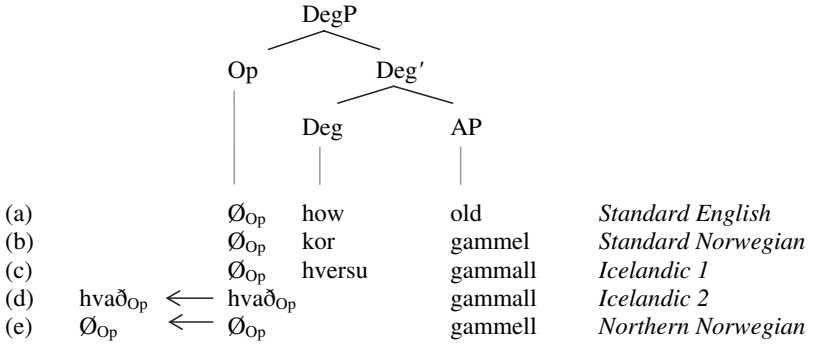 DegP
Op Deg′
Deg AP
(a) Ø_Op how old Standard English
(b) Ø_Op kor gammel Standard Norwegian
(c) Ø_Op hversu gammall Icelandic 1
(d) hvað_Op ← hvað_Op gammall Icelandic 2
(e) Ø_Op ← Ø_Op gammell Northern Norwegian